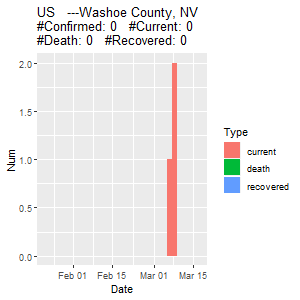 US   ---Washoe County, NV
#Confirmed: 0   #Current: 0
#Death: 0   #Recovered: 0
2.0
1.5
1.0
0.5
0.0
Num
Feb 01
Feb 15
Mar 01
Mar 15
Date
Type
current
death
recovered